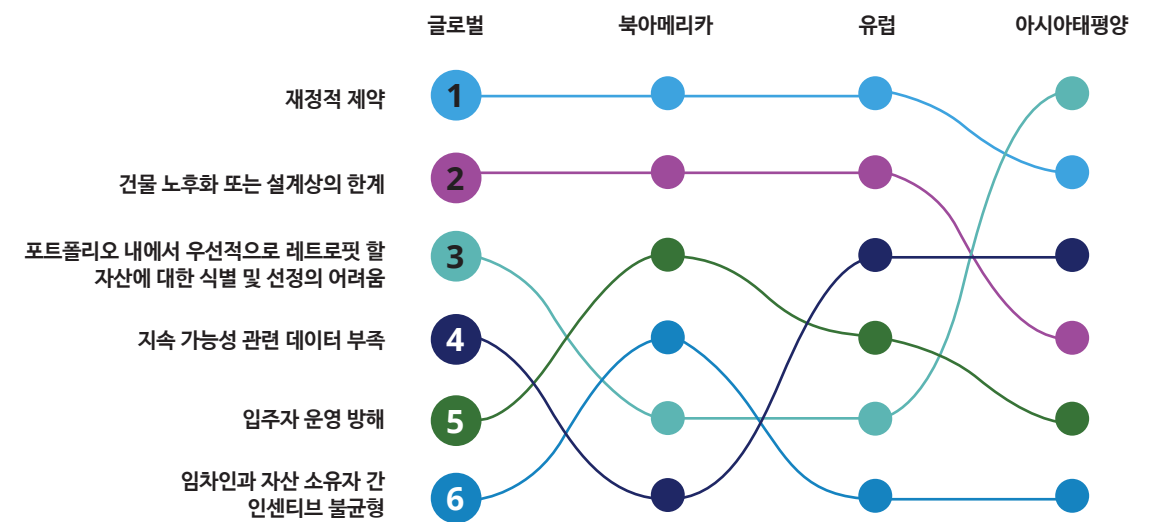 글로벌
북아메리카
유럽
아시아태평양
재정적 제약
1
건물 노후화 또는 설계상의 한계
2
포트폴리오 내에서 우선적으로 레트로핏 할
자산에 대한 식별 및 선정의 어려움
3
지속 가능성 관련 데이터 부족
4
입주자 운영 방해
5
임차인과 자산 소유자 간
인센티브 불균형
6